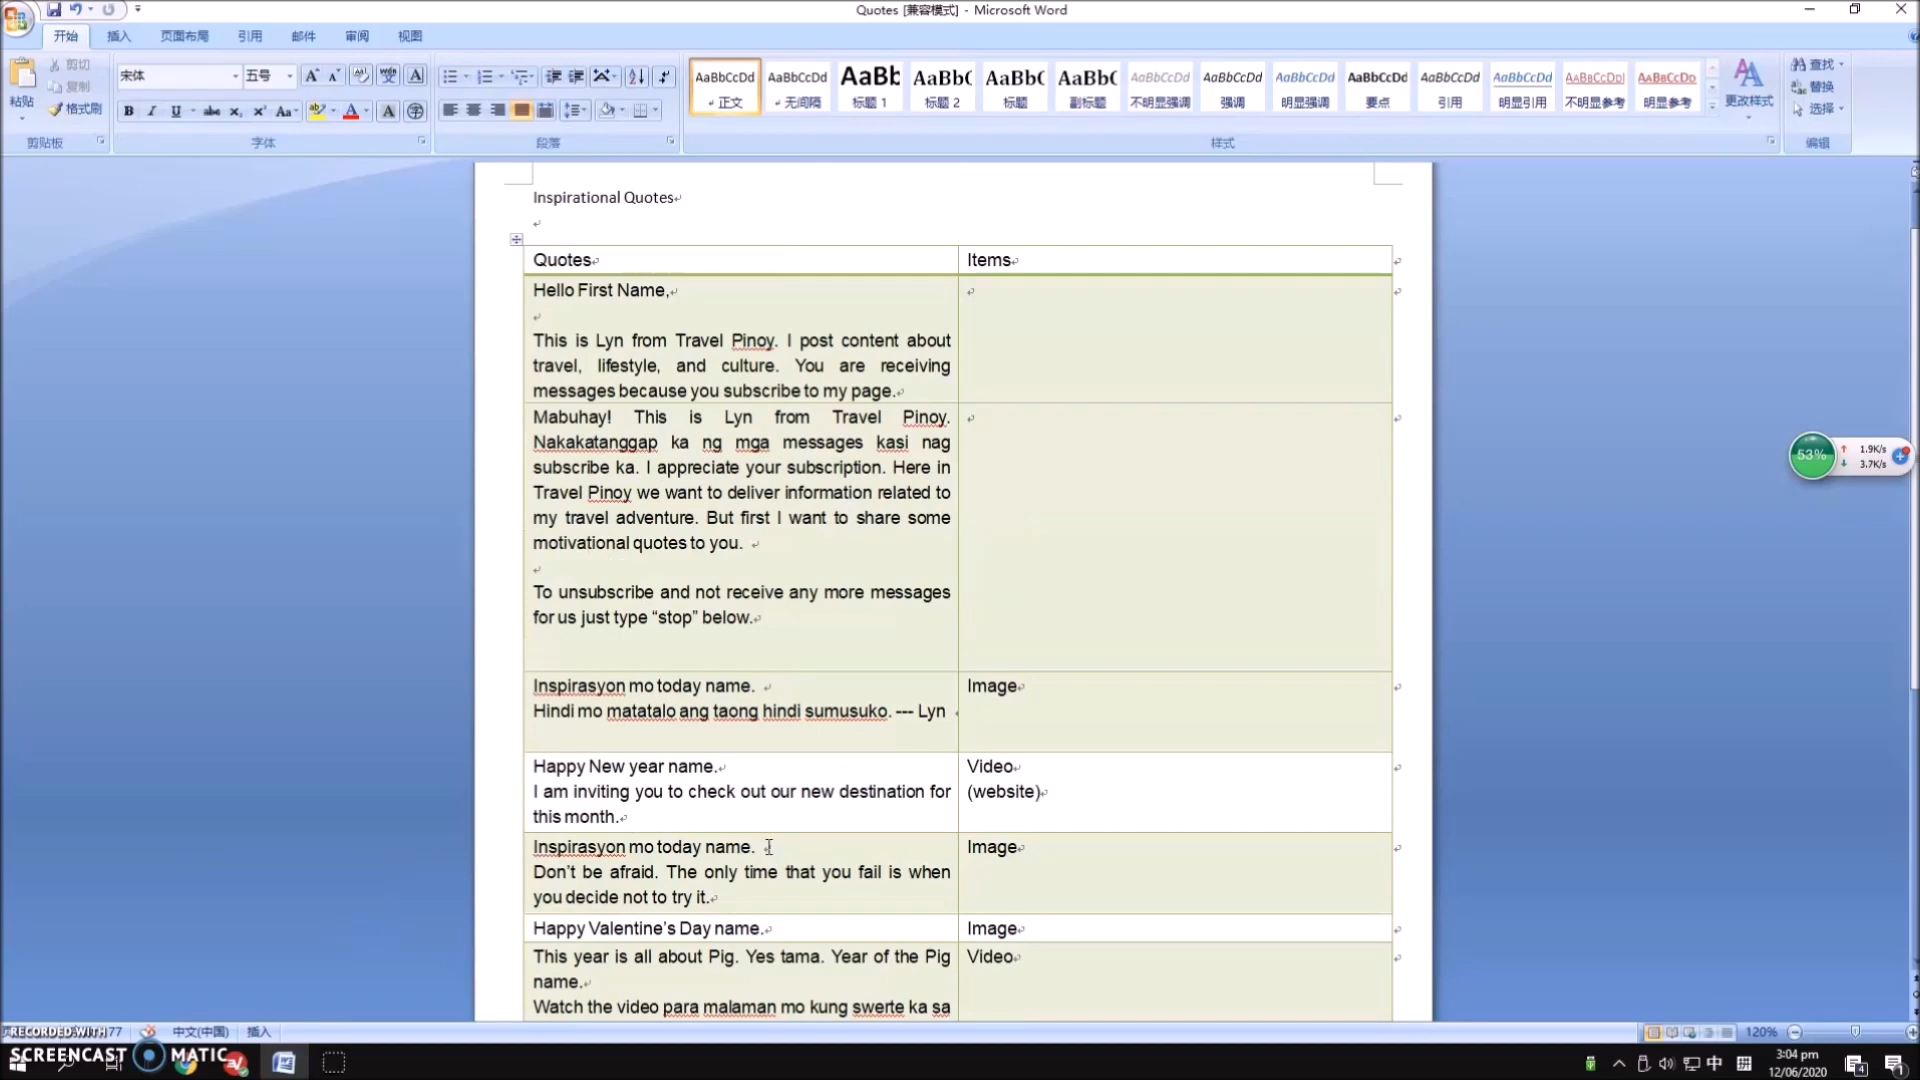 Quotes [兼容模式] - Microsoft Word
开始 插入 页面布局 引用 邮件 审阅 视图
粘贴 剪切 复制 格式刷
宋体 五号
AaBbCcDd AaBbCcDd AaBb AaBbC AaBbC AaBbC AaBbCcDd AaBbCcDd AaBbCcDd AaBbCcDd AaBbCcDd AaBbCcDd AaBbCcDd AaBbCcDd
正文 无间隔 标题 1 标题 2 标题 副标题 不明显强调 强调 明显强调 要点 引用 明显引用 不明显参考 明显参考
更改样式
查找
替换
选择
剪贴板 字体 段落 样式 编辑
Inspirational Quotes
Quotes Items
Hello First Name,
This is Lyn from Travel Pinoy. I post content about
travel, lifestyle, and culture. You are receiving
messages because you subscribe to my page.
Mabuhay! This is Lyn from Travel Pinoy.
Nakakatanggap ka ng mga messages kasi nag
subscribe ka. I appreciate your subscription. Here in
Travel Pinoy we want to deliver information related to
my travel adventure. But first I want to share some
motivational quotes to you.
To unsubscribe and not receive any more messages
for us just type “stop” below.
Inspirasyon mo today name. Image
Hindi mo matatalo ang taong hindi sumusuko. --- Lyn
Happy New year name. Video
I am inviting you to check out our new destination for (website)
this month.
Inspirasyon mo today name. Image
Don’t be afraid. The only time that you fail is when
you decide not to try it.
Happy Valentine’s Day name. Image
This year is all about Pig. Yes tama. Year of the Pig Video
name.
Watch the video para malaman mo kung swerte ka sa
53% 1.9K/s
3.7K/s
RECORDED WITH 77 中文(中国) 插入 120%
SCREENCAST MATIC
中 3:04 pm
12/06/2020